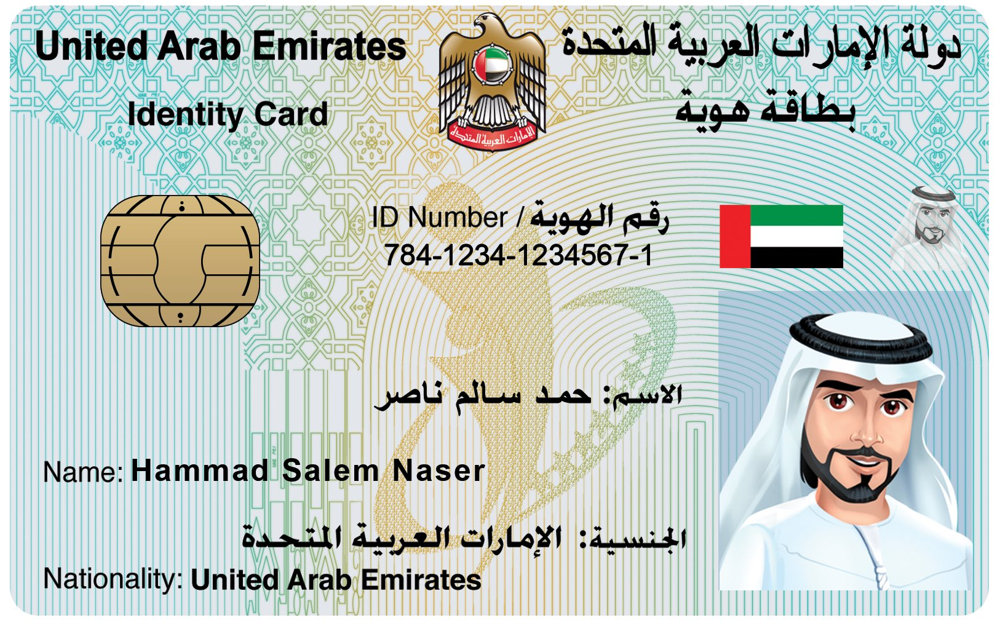 United Arab Emirates
دولة الإمارات العربية المتحدة
Identity Card
بطاقة هوية
الإمارات العربية المتحدة
ID Number / رقم الهوية
784-1234-1234567-1
الاسم: حمد سالم ناصر
Name: Hammad Salem Naser
الجنسية: الإمارات العربية المتحدة
Nationality: United Arab Emirates